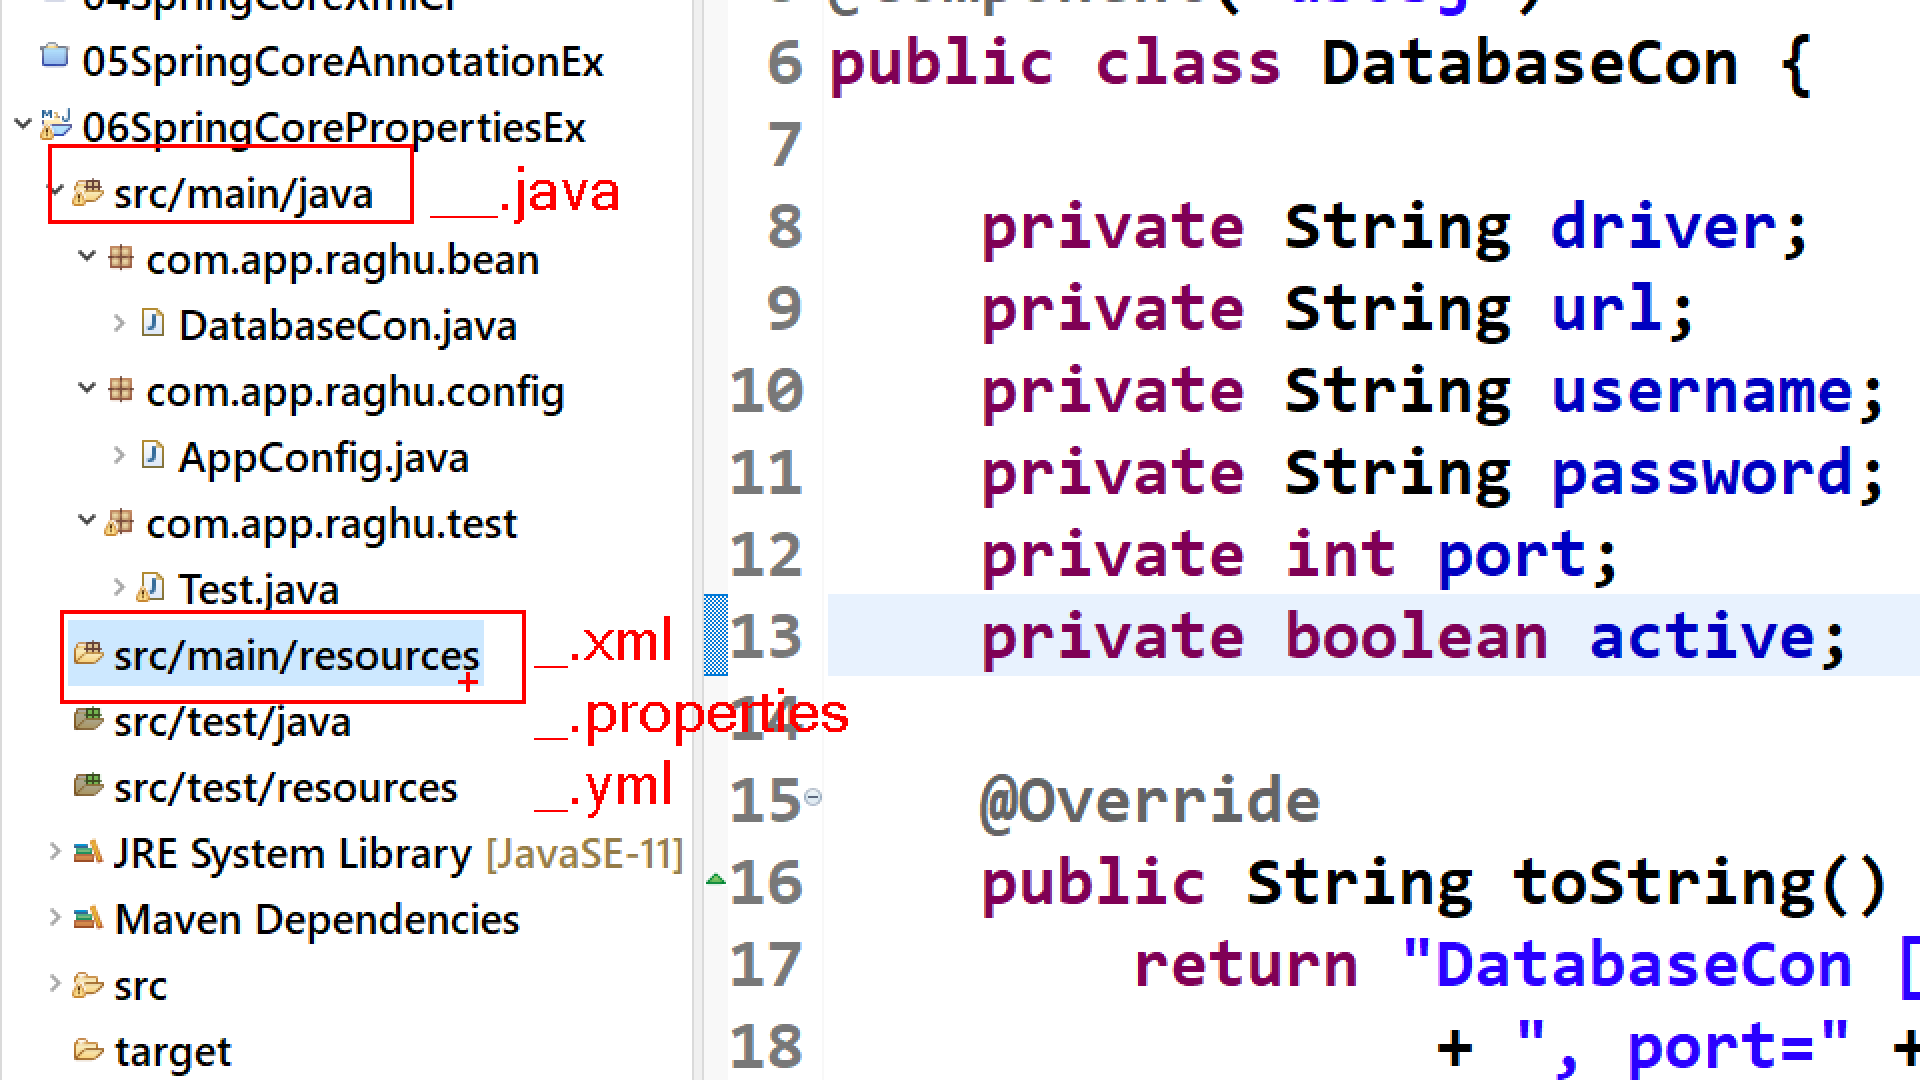 04SpringCoreXmlCF
05SpringCoreAnnotationEx
06SpringCorePropertiesEx
src/main/java
__.java
com.app.raghu.bean
DatabaseCon.java
com.app.raghu.config
AppConfig.java
com.app.raghu.test
Test.java
src/main/resources
_.xml
src/test/java
_.properties
src/test/resources
_.yml
JRE System Library [JavaSE-11]
Maven Dependencies
src
target
6 public class DatabaseCon {
7
8 private String driver;
9 private String url;
10 private String username;
11 private String password;
12 private int port;
13 private boolean active;
14
15 @Override
16 public String toString()
17 return "DatabaseCon [
18 + ", port=" +